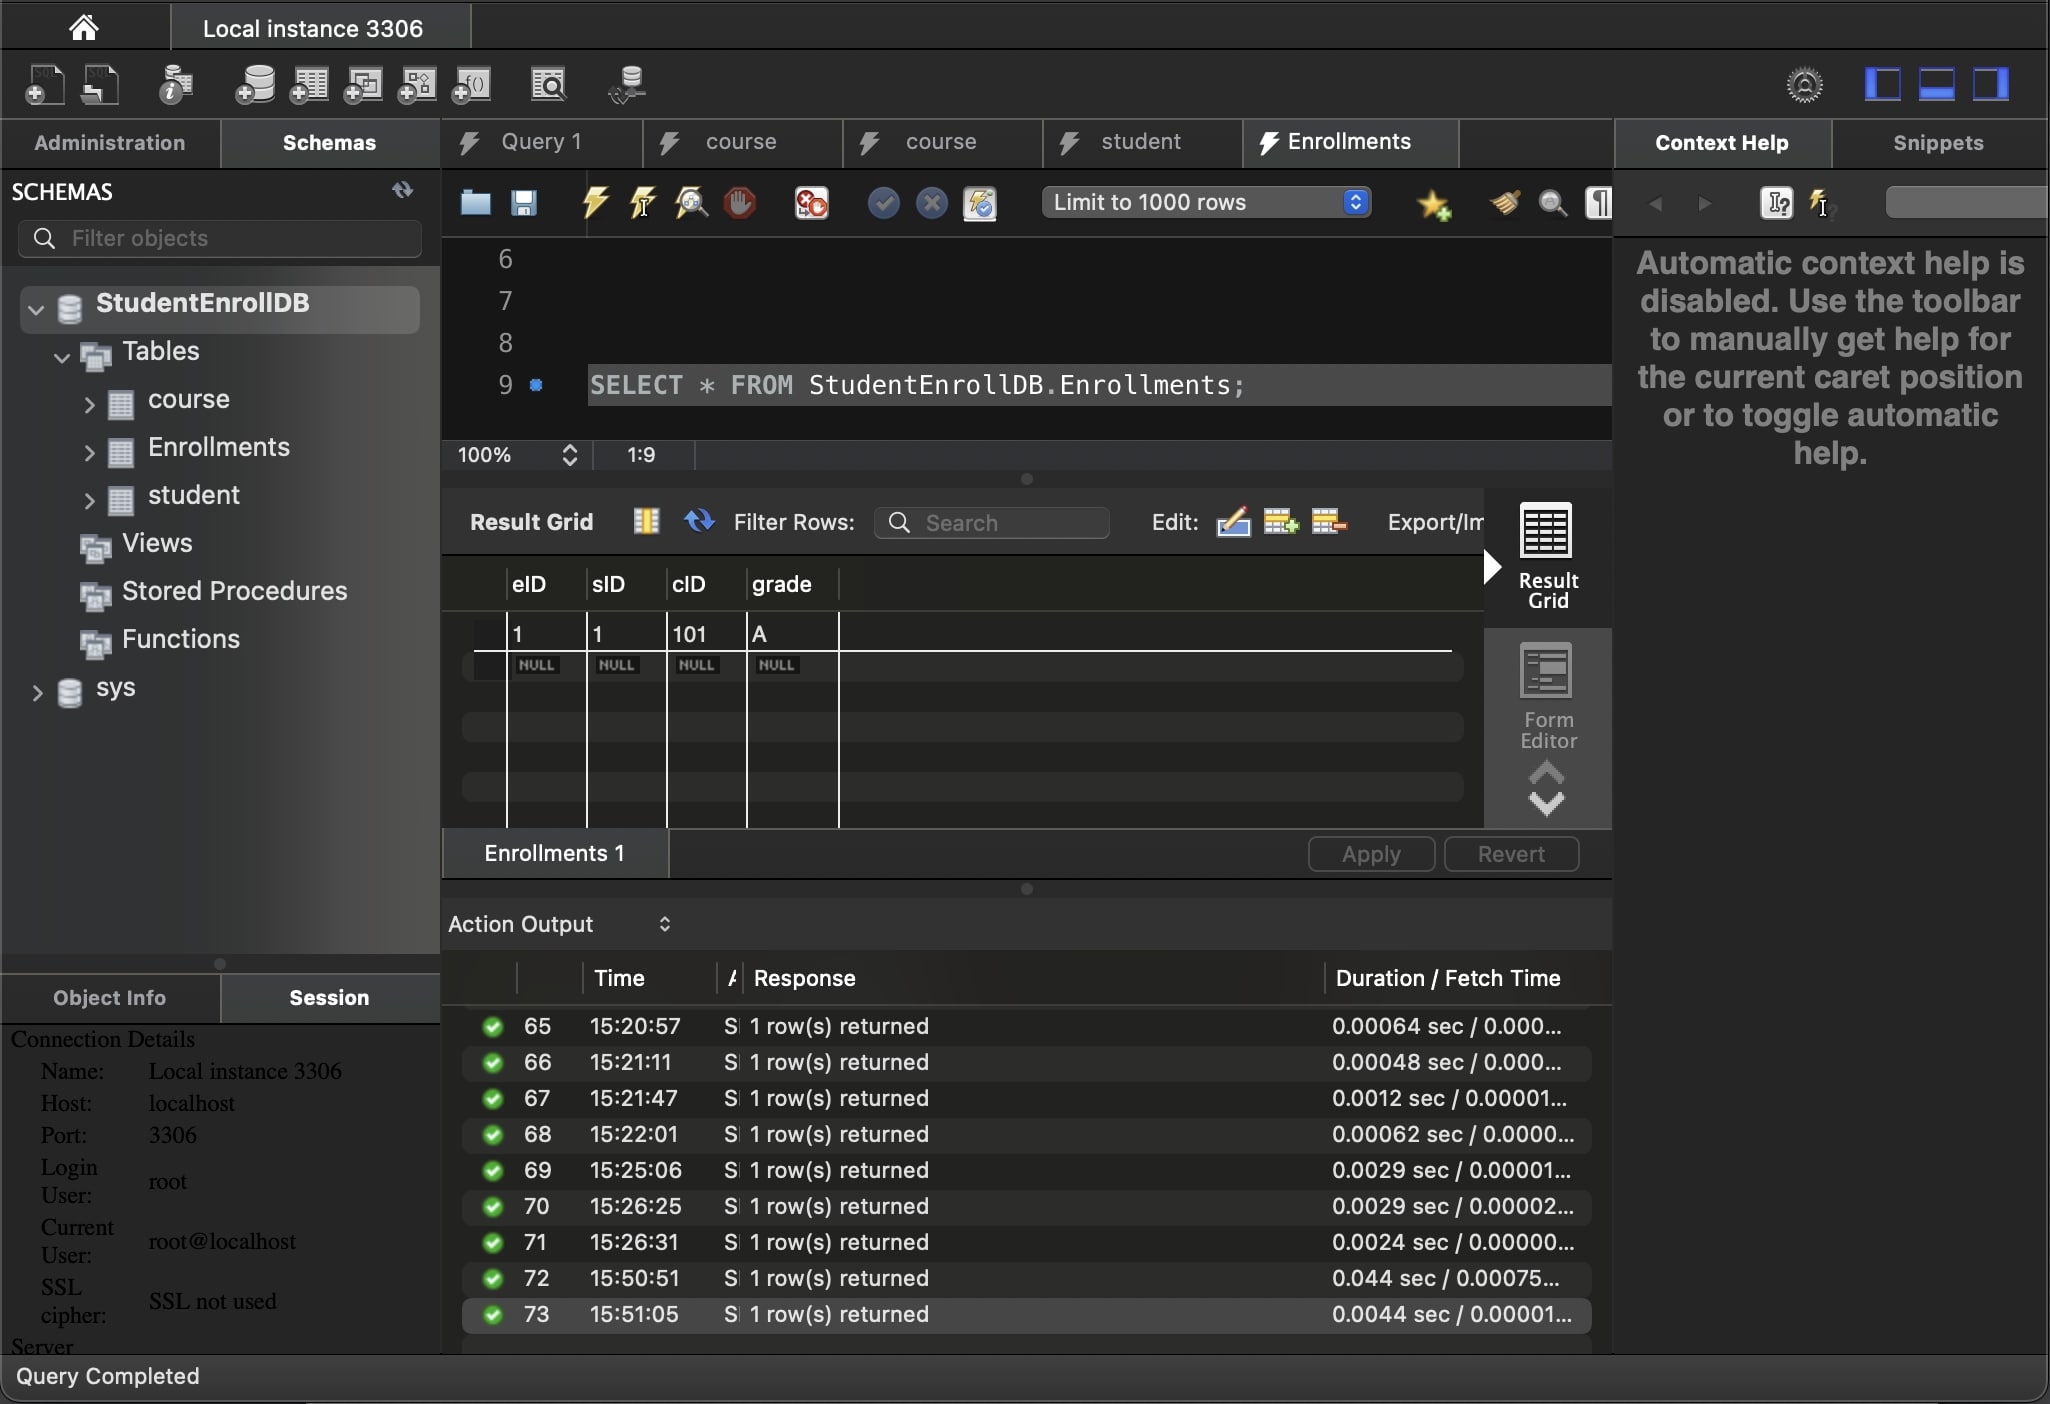 Local instance 3306
Administration
Schemas
Query 1
course
course
student
Enrollments
Context Help
Snippets
SCHEMAS
Filter objects
StudentEnrollDB
Tables
course
Enrollments
student
Views
Stored Procedures
Functions
sys
Limit to 1000 rows
6
7
8
9 SELECT * FROM StudentEnrollDB.Enrollments;
100%
1:9
Result Grid
Filter Rows:
Search
Edit:
Export/Im
eID sID cID grade
1 1 101 A
NULL NULL NULL NULL
Result
Grid
Form
Editor
Enrollments 1
Apply
Revert
Action Output
Time A Response Duration / Fetch Time
65 15:20:57 S 1 row(s) returned 0.00064 sec / 0.000...
66 15:21:11 S 1 row(s) returned 0.00048 sec / 0.000...
67 15:21:47 S 1 row(s) returned 0.0012 sec / 0.00001...
68 15:22:01 S 1 row(s) returned 0.00062 sec / 0.0000...
69 15:25:06 S 1 row(s) returned 0.0029 sec / 0.00001...
70 15:26:25 S 1 row(s) returned 0.0029 sec / 0.00002...
71 15:26:31 S 1 row(s) returned 0.0024 sec / 0.00000...
72 15:50:51 S 1 row(s) returned 0.044 sec / 0.00075...
73 15:51:05 S 1 row(s) returned 0.0044 sec / 0.00001...
Automatic context help is
disabled. Use the toolbar
to manually get help for
the current caret position
or to toggle automatic
help.
Object Info
Session
Connection Details
Name: Local instance 3306
Host: localhost
Port: 3306
Login
User: root
Current
User: root@localhost
SSL
cipher: SSL not used
Server
Query Completed